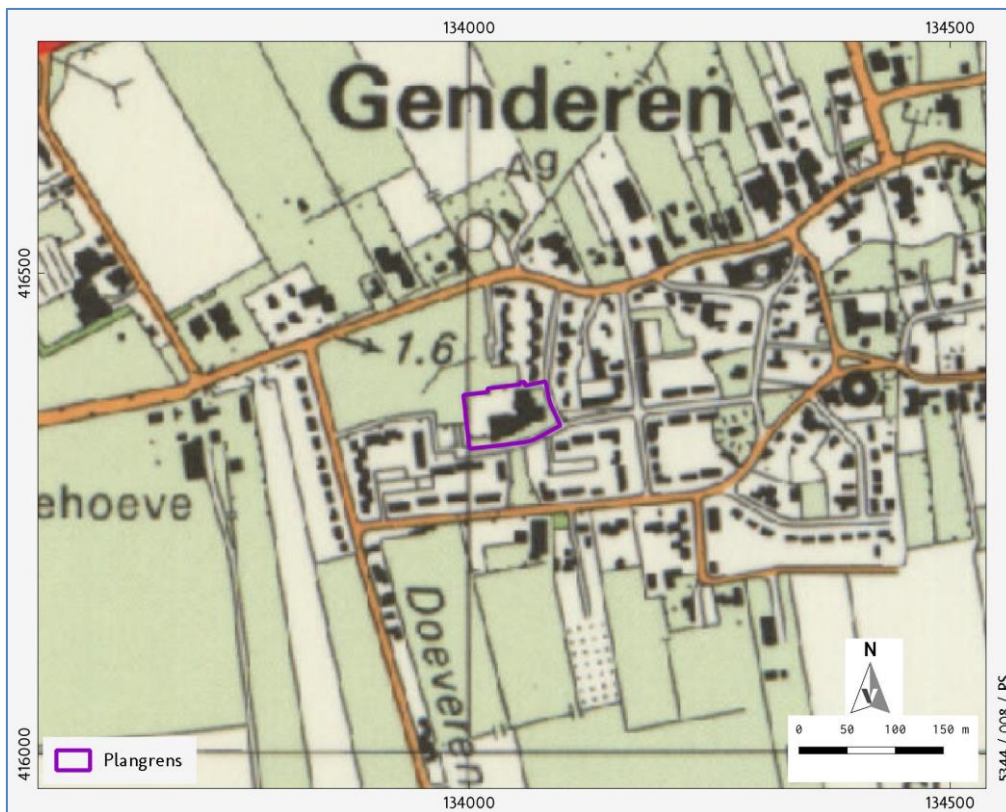 134000
134500
Genderen
Ag
416500
1.6
ehoeve
Doeveren
N
0 50 100 150 m
416000
Plangrens
5344 / 008 / PS
134000
134500